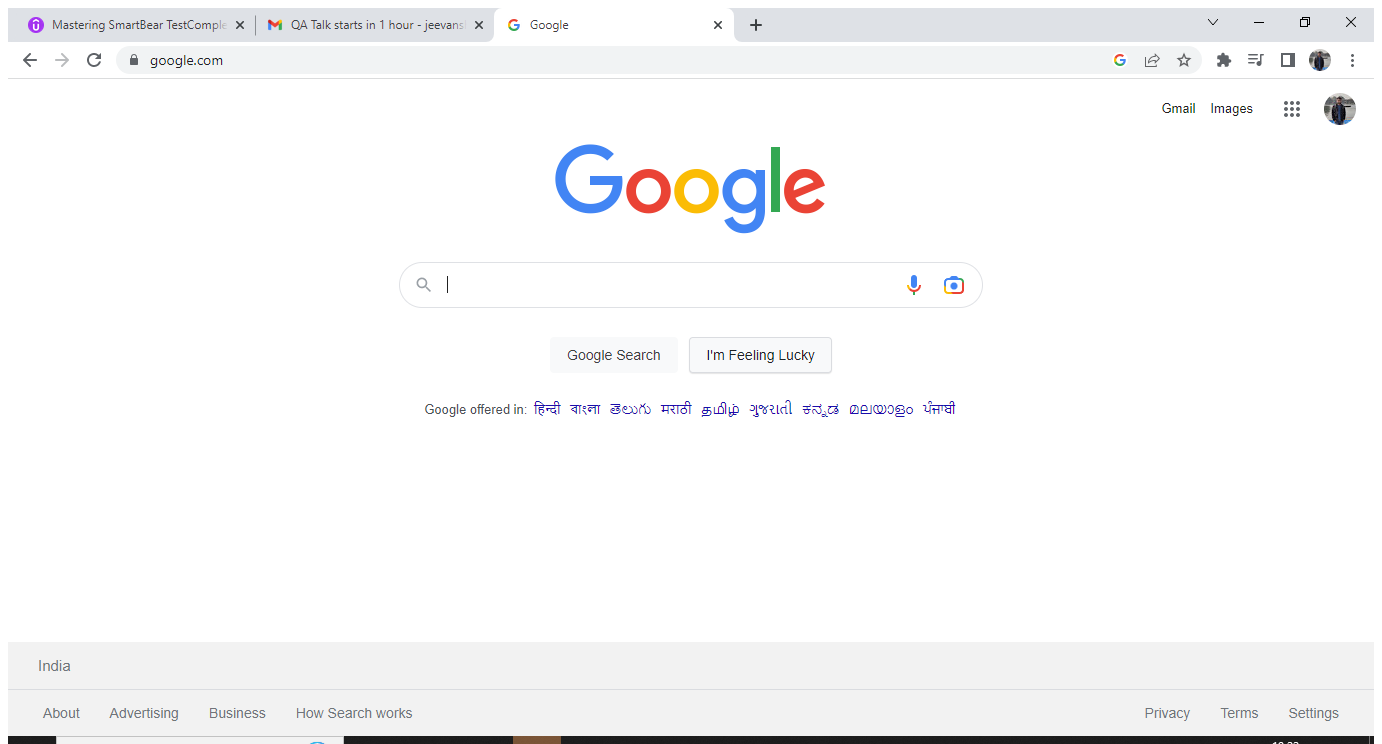 Mastering SmartBear TestComple
QA Talk starts in 1 hour - jeevans
Google
google.com
Gmail Images
Google
Google Search
I'm Feeling Lucky
Google offered in: हिन्दी বাংলা తెలుగు मराठी தமிழ் ગુજરાતી ಕನ್ನಡ മലയാളം ਪੰਜਾਬੀ
India
About Advertising Business How Search works
Privacy Terms Settings